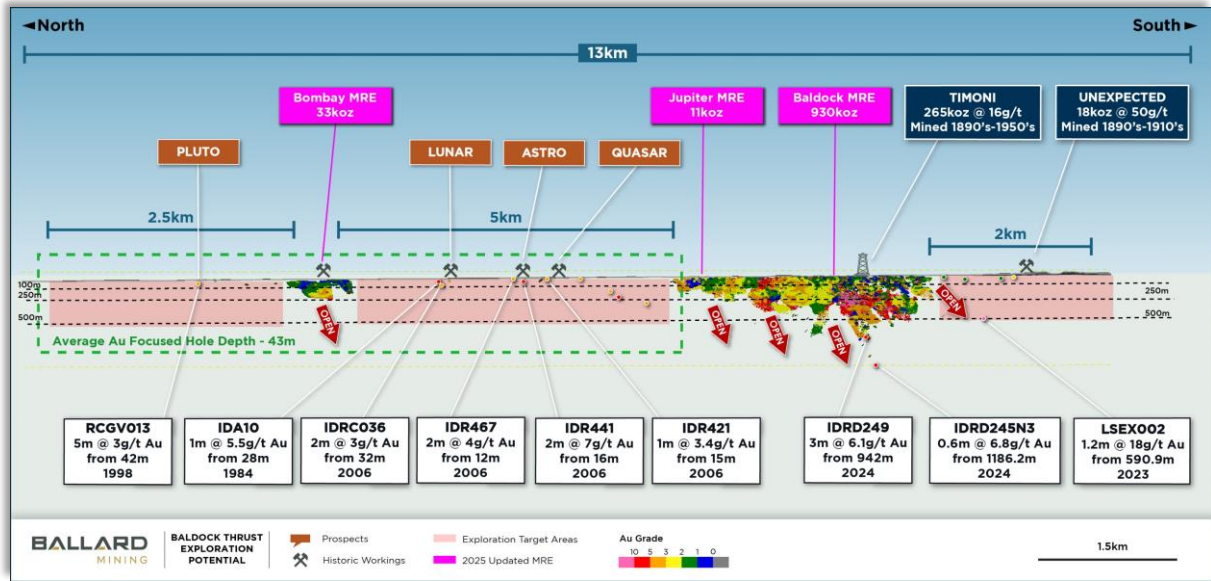 ◄North
South►
13km
Bombay MRE
33koz
Jupiter MRE
11koz
Baldock MRE
930koz
TIMONI
265koz @ 16g/t
Mined 1890's-1950's
UNEXPECTED
18koz @ 50g/t
Mined 1890's-1910's
PLUTO
LUNAR
ASTRO
QUASAR
2.5km
5km
2km
100m
250m
500m
250m
500m
OPEN
OPEN
OPEN
OPEN
OPEN
Average Au Focused Hole Depth - 43m
RCGV013
5m @ 3g/t Au
from 42m
1998
IDA10
1m @ 5.5g/t Au
from 28m
1984
IDRC036
2m @ 3g/t Au
from 32m
2006
IDR467
2m @ 4g/t Au
from 12m
2006
IDR441
2m @ 7g/t Au
from 16m
2006
IDR421
1m @ 3.4g/t Au
from 15m
2006
IDRD249
3m @ 6.1g/t Au
from 942m
2024
IDRD245N3
0.6m @ 6.8g/t Au
from 1186.2m
2024
LSEX002
1.2m @ 18g/t Au
from 590.9m
2023
BALLARD
MINING
BALDOCK THRUST
EXPLORATION
POTENTIAL
Prospects
Historic Workings
Exploration Target Areas
2025 Updated MRE
Au Grade
10 5 3 2 1 0
1.5km